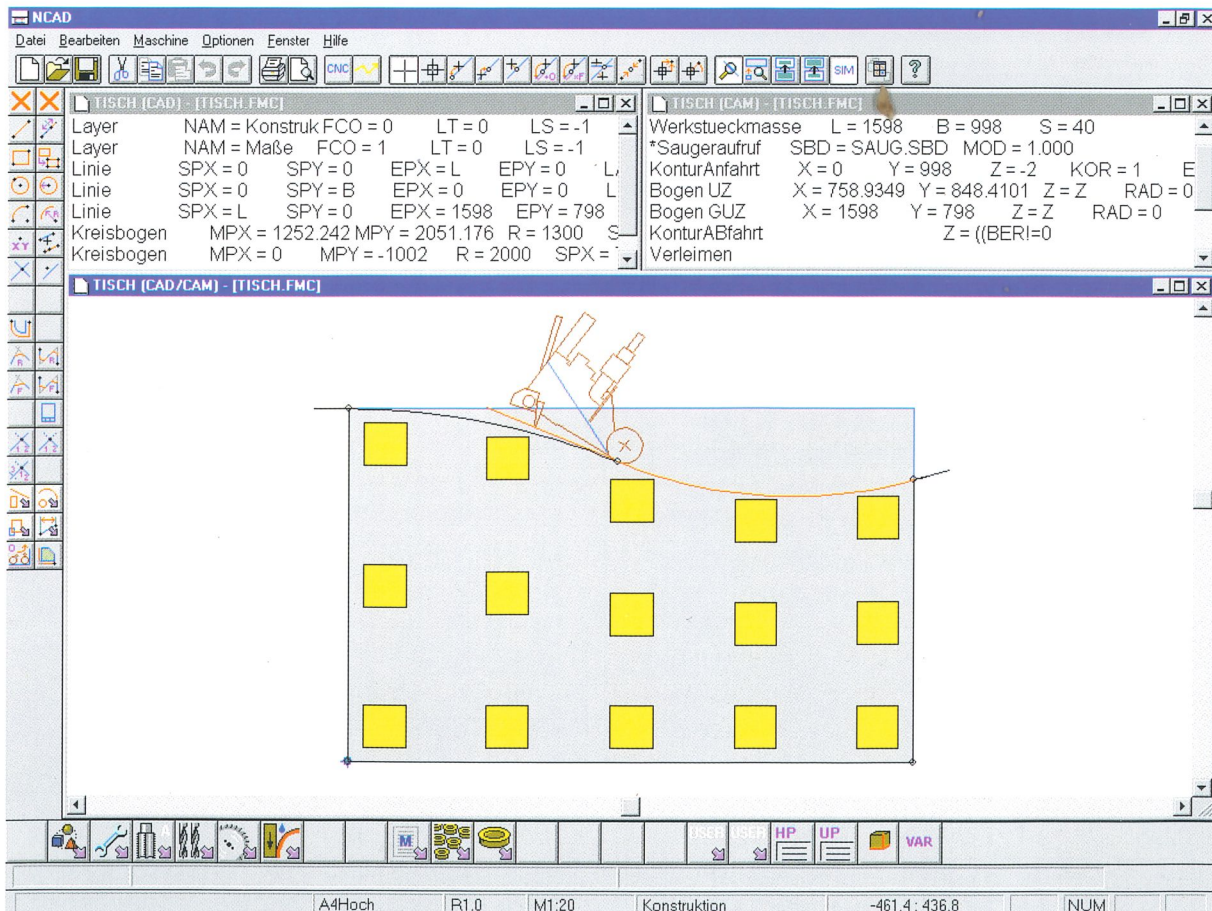 NCAD
Datei Bearbeiten Maschine Optionen Fenster Hilfe
CNC SIM ?
TISCH (CAD) - [TISCH.FMC]
Layer NAM = Konstruk FCO = 0 LT = 0 LS = -1
Layer NAM = Maße FCO = 1 LT = 0 LS = -1
Linie SPX = 0 SPY = 0 EPX = L EPY = 0
Linie SPX = 0 SPY = B EPX = 0 EPY = 0 L
Linie SPX = L SPY = 0 EPX = 1598 EPY = 798
Kreisbogen MPX = 1252.242 MPY = 2051.176 R = 1300 S
Kreisbogen MPX = 0 MPY = -1002 R = 2000 SPX =
TISCH (CAM) - [TISCH.FMC]
Werkstueckmasse L = 1598 B = 998 S = 40
*Saugeraufruf SBD = SAUG.SBD MOD = 1.000
KonturAnfahrt X = 0 Y = 998 Z = -2 KOR = 1 E
Bogen UZ X = 758.9349 Y = 848.4101 Z = Z RAD = 0
Bogen GUZ X = 1598 Y = 798 Z = Z RAD = 0
KonturABfahrt Z = ((BER!=0
Verleimen
TISCH (CAD/CAM) - [TISCH.FMC]
XY
M USER USER HP UP VAR
A4Hoch R1.0 M1:20 Konstruktion -461.4 : 436.8 NUM